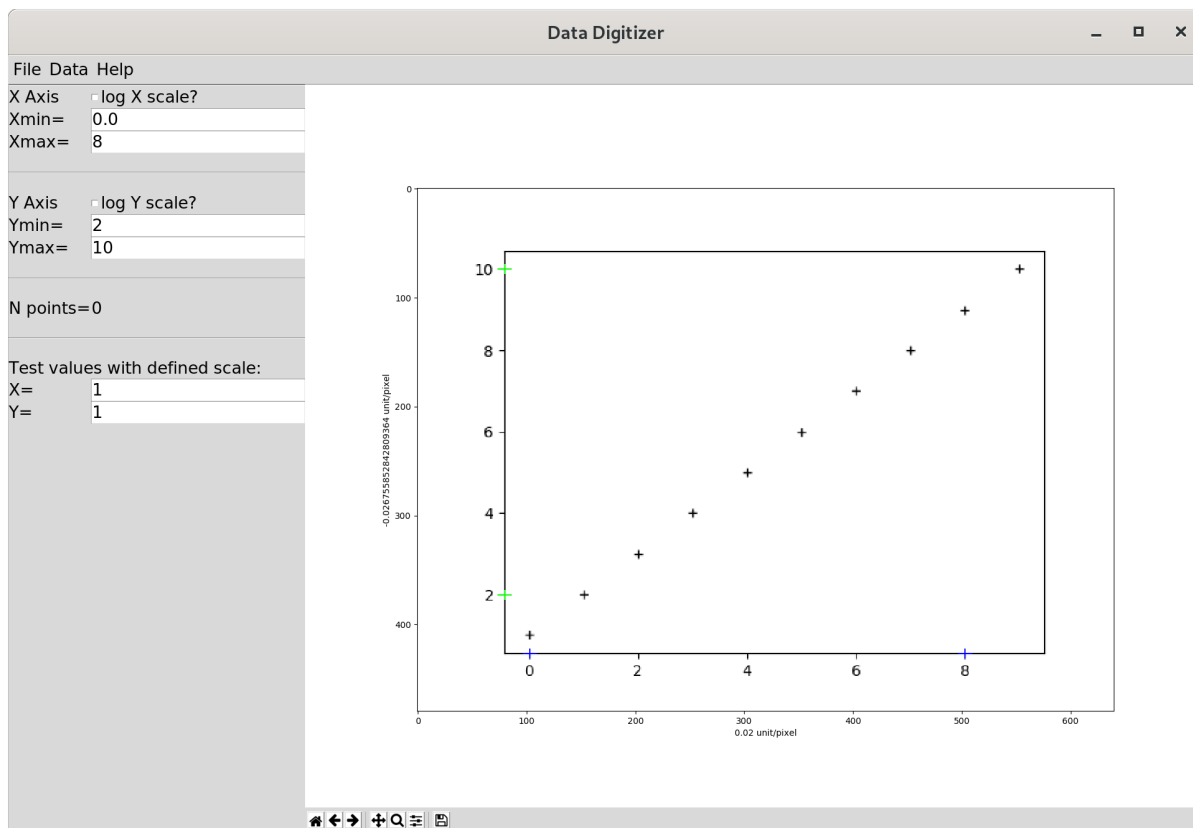 Data Digitizer
File Data Help
X Axis log X scale?
Xmin= 0.0
Xmax= 8
Y Axis log Y scale?
Ymin= 2
Ymax= 10
N points=0
Test values with defined scale:
X= 1
Y= 1
0
100
200
300
400
-0.026755852842809364 unit/pixel
10
8
6
4
2
0 2 4 6 8
0 100 200 300 400 500 600
0.02 unit/pixel